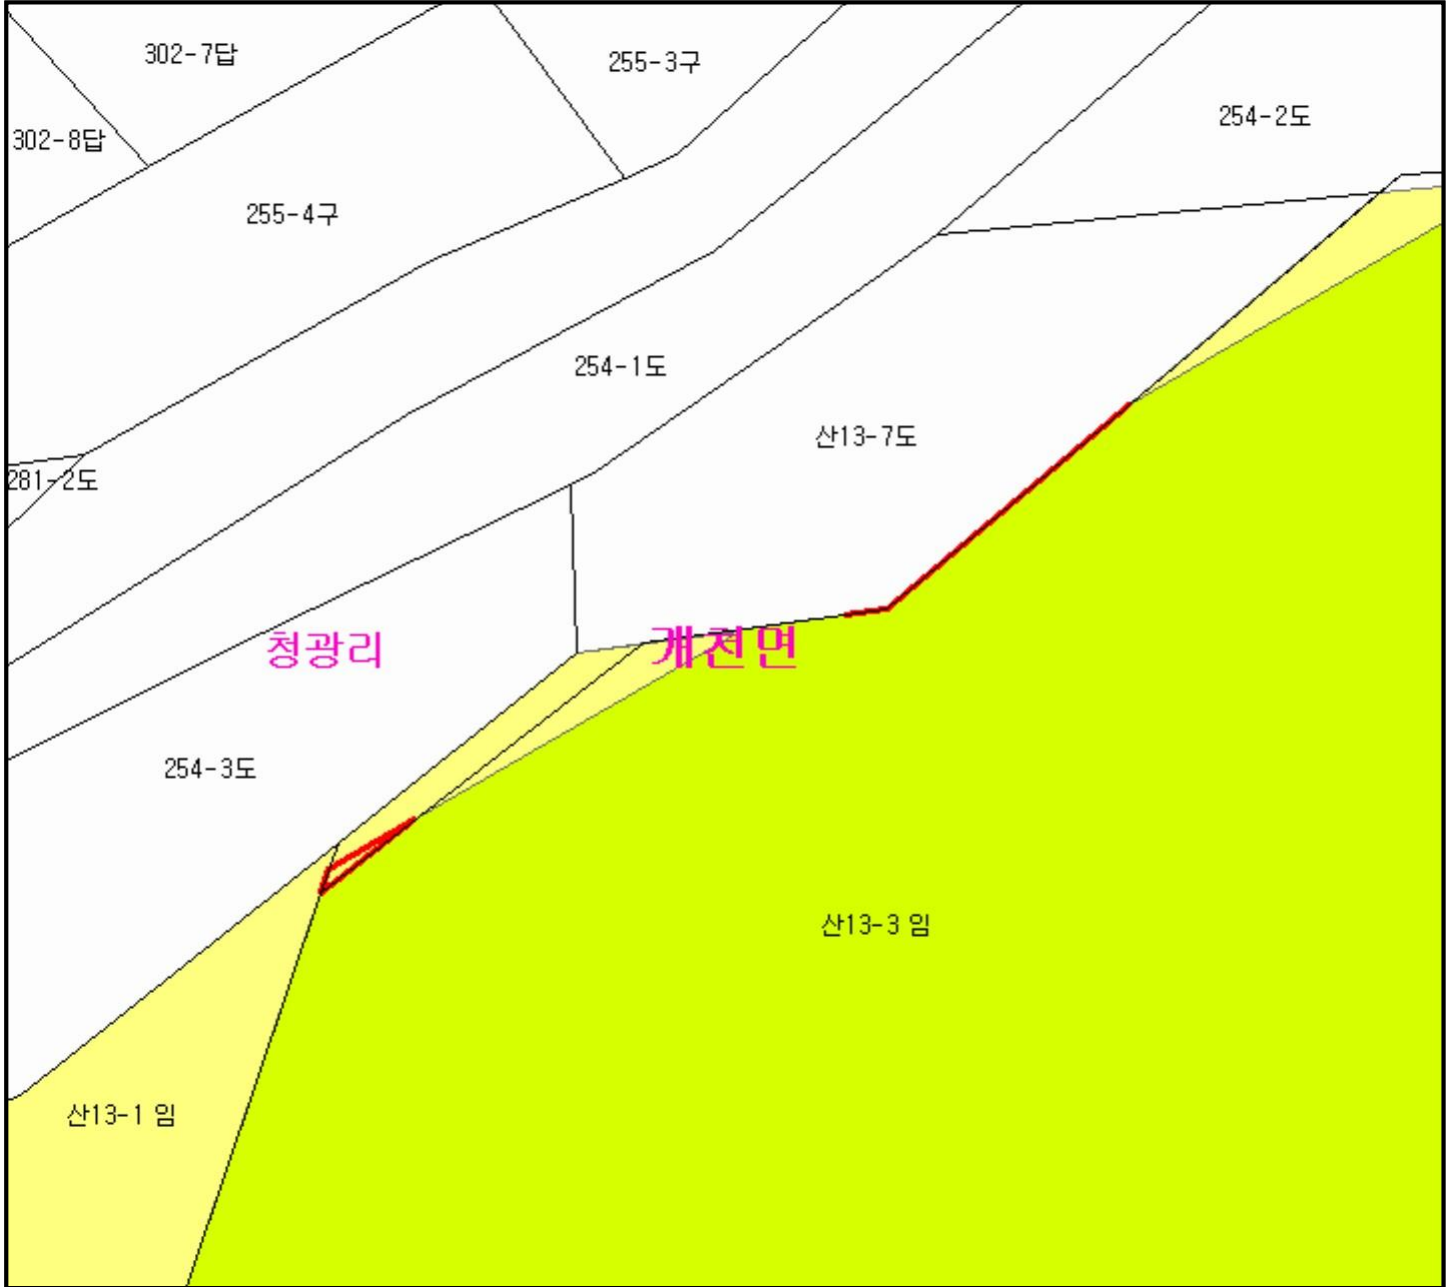 302-7답
255-3구
254-2도
302-8답
255-4구
254-1도
산13-7도
281-2도
청광리
개천면
254-3도
산13-3 임
산13-1 임